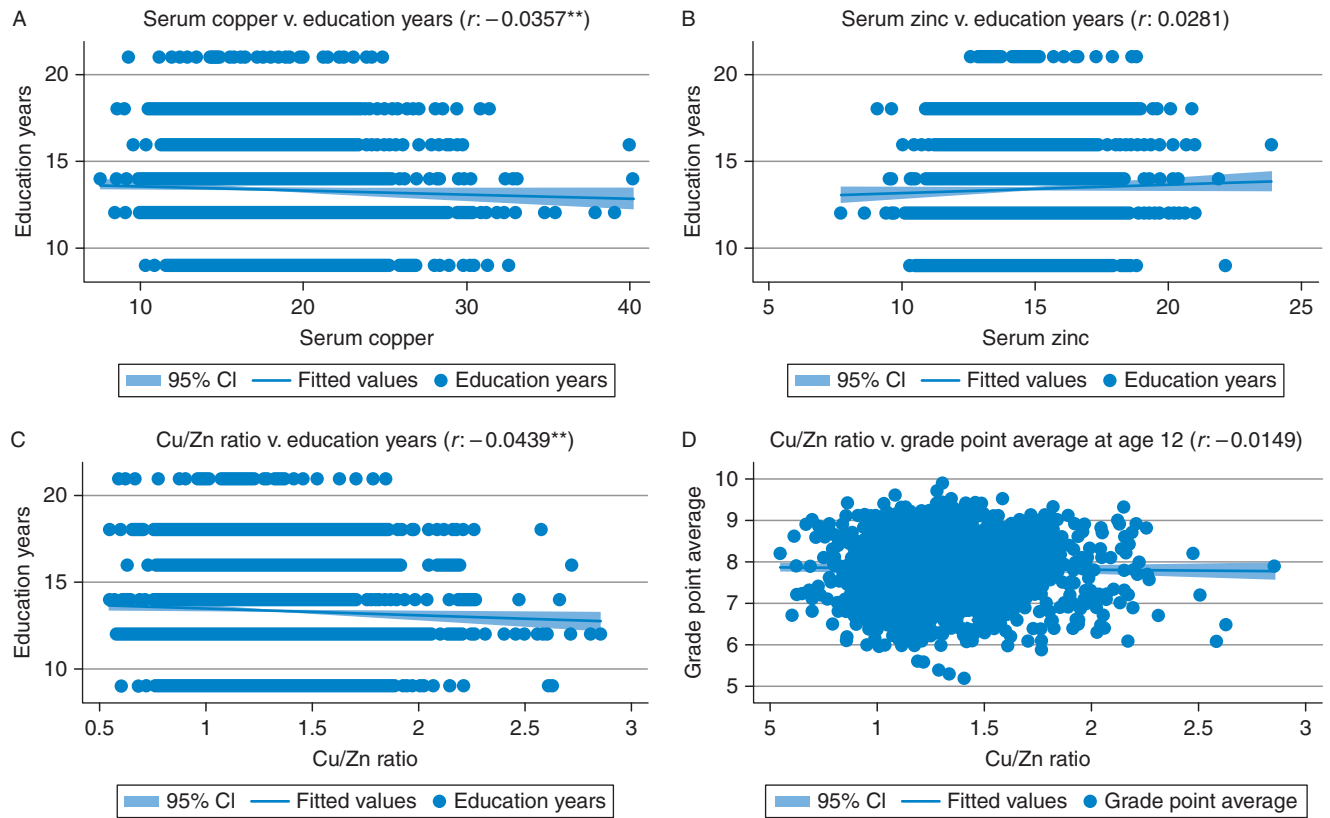 A
Serum copper v. education years (r: −0.0357**)
Education years
20
15
10
10
20
30
40
Serum copper
95% CI
Fitted values
Education years
B
Serum zinc v. education years (r: 0.0281)
Education years
20
15
10
5
10
15
20
25
Serum zinc
95% CI
Fitted values
Education years
C
Cu/Zn ratio v. education years (r: −0.0439**)
Education years
20
15
10
0.5
1
1.5
2
2.5
3
Cu/Zn ratio
95% CI
Fitted values
Education years
D
Cu/Zn ratio v. grade point average at age 12 (r: −0.0149)
Grade point average
10
9
8
7
6
5
5
1
1.5
2
2.5
3
Cu/Zn ratio
95% CI
Fitted values
Grade point average